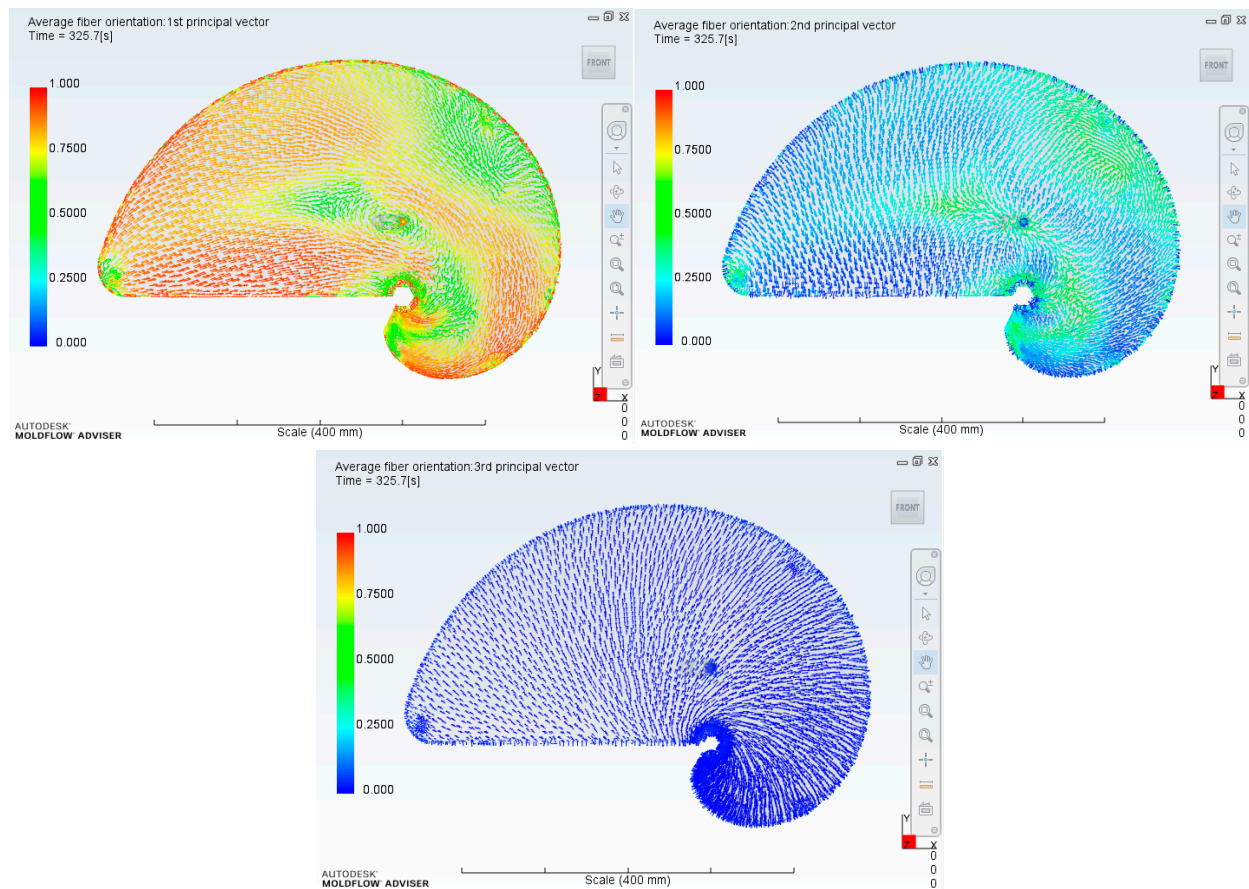 Average fiber orientation:1st principal vector
Time = 325.7[s]
FRONT
1.000
0.7500
0.5000
0.2500
0.000
Y
Z
X
0
0
0
AUTODESK'
MOLDFLOW' ADVISER
Scale (400 mm)
Average fiber orientation:2nd principal vector
Time = 325.7[s]
FRONT
1.000
0.7500
0.5000
0.2500
0.000
Y
Z
X
0
0
0
AUTODESK'
MOLDFLOW' ADVISER
Scale (400 mm)
Average fiber orientation:3rd principal vector
Time = 325.7[s]
FRONT
1.000
0.7500
0.5000
0.2500
0.000
Y
Z
X
0
0
0
AUTODESK'
MOLDFLOW' ADVISER
Scale (400 mm)